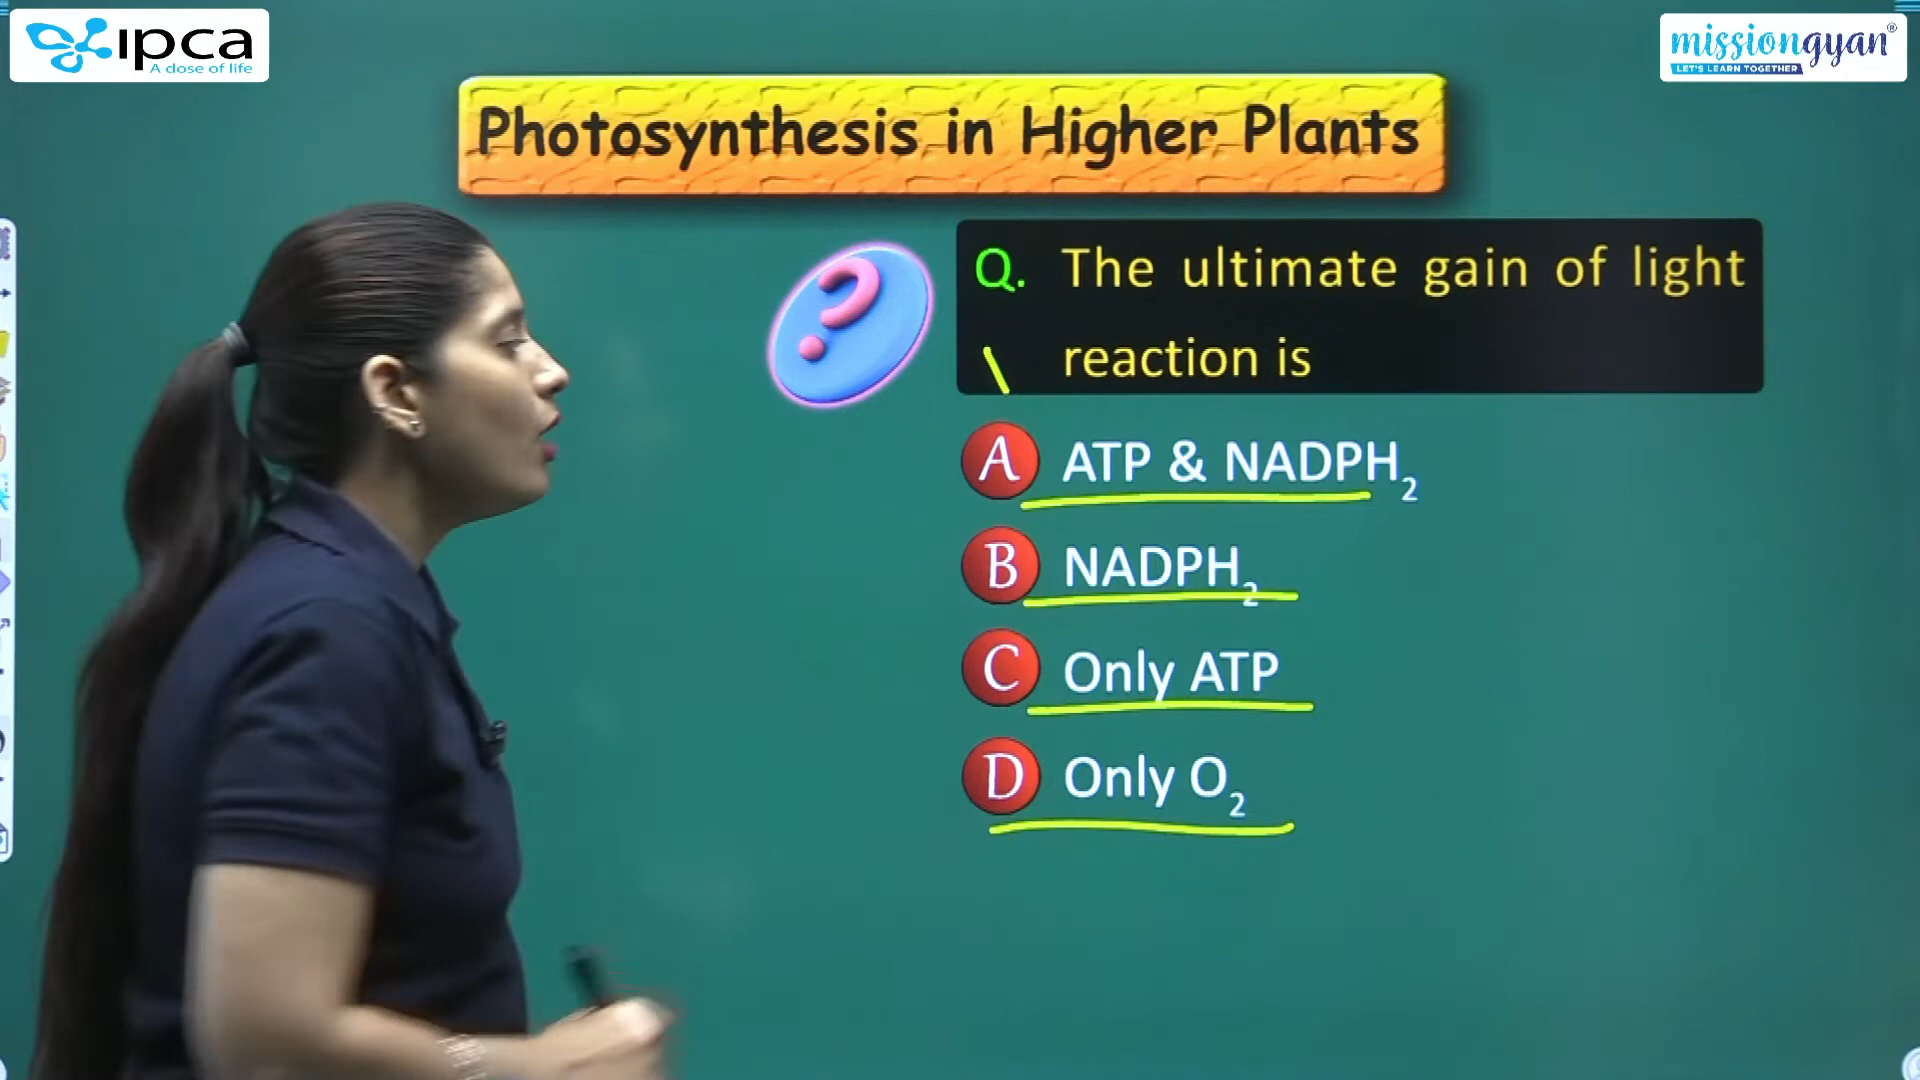 ipca
A dose of life
missiongyan®
LET'S LEARN TOGETHER
Photosynthesis in Higher Plants
Q. The ultimate gain of light
reaction is
A ATP & NADPH₂
B NADPH₂
C Only ATP
D Only O₂